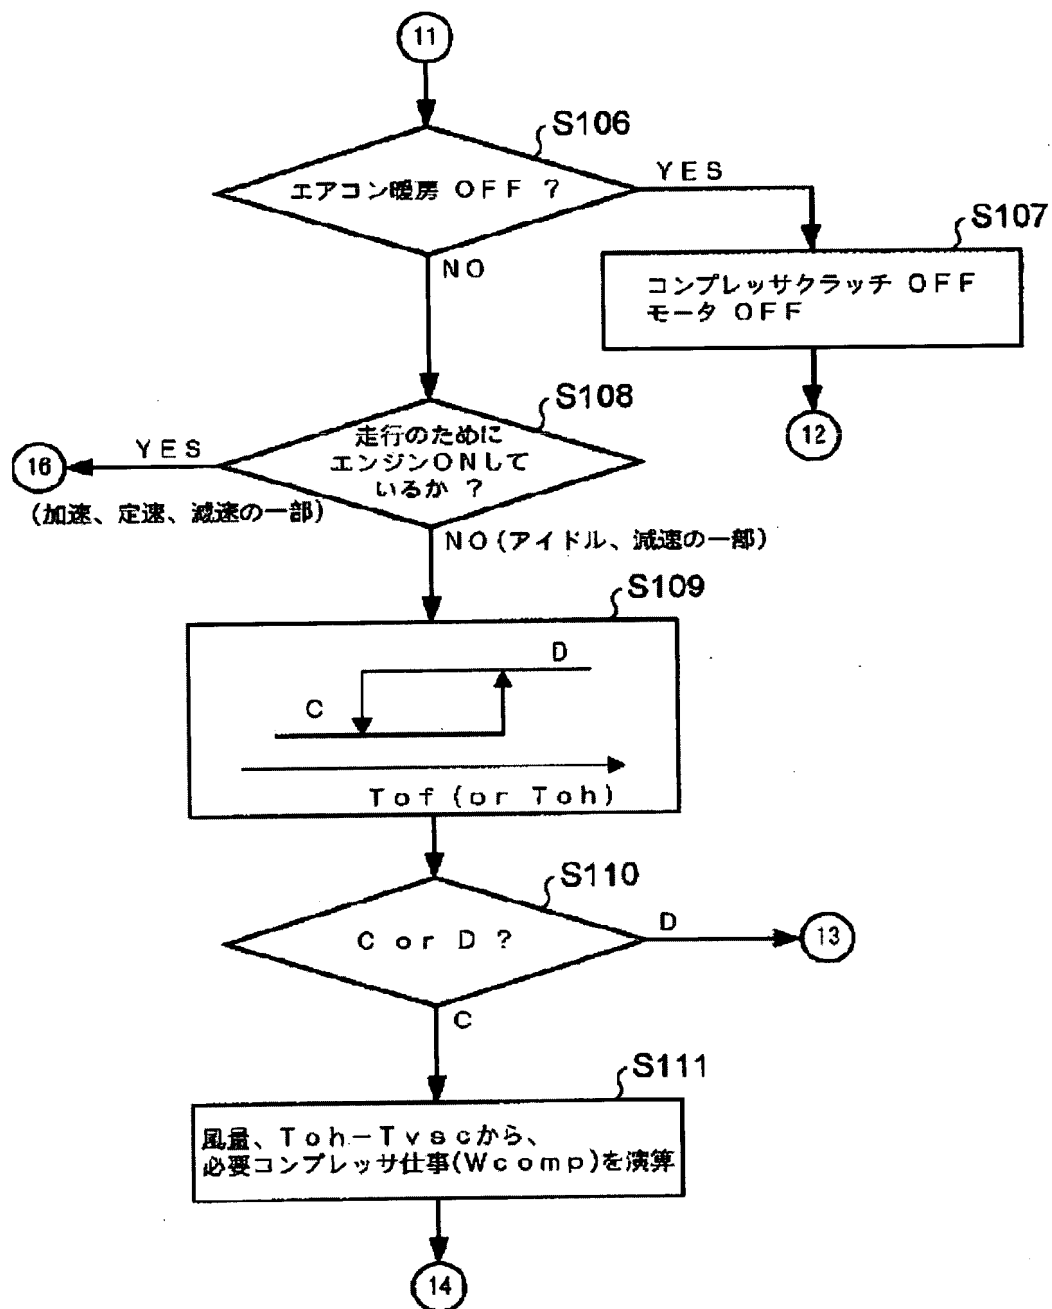 11
S106
エアコン暖房 OFF ?
YES
S107
NO
コンプレッサクラッチ OFF
モータ OFF
S108
12
走行のために
エンジンONして
いるか ?
YES
16
(加速、定速、減速の一部)
NO(アイドル、減速の一部)
S109
D
C
Tof(or Toh)
S110
C or D ?
D
13
C
S111
風量、Toh-Tvacから、
必要コンプレッサ仕事(Wcomp)を演算
14